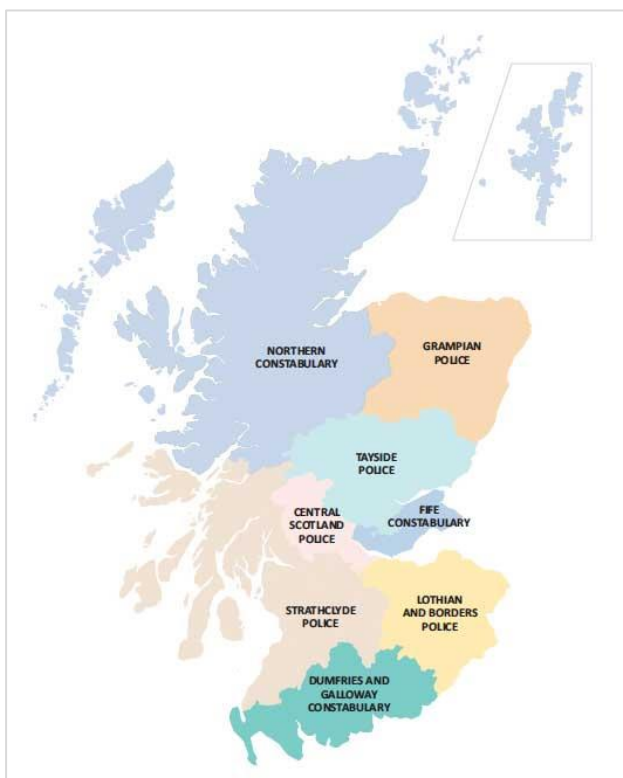 NORTHERN
CONSTABULARY
GRAMPIAN
POLICE
TAYSIDE
POLICE
CENTRAL
SCOTLAND
POLICE
FIFE
CONSTABULARY
STRATHCLYDE
POLICE
LOTHIAN
AND BORDERS
POLICE
DUMFRIES AND
GALLOWAY
CONSTABULARY